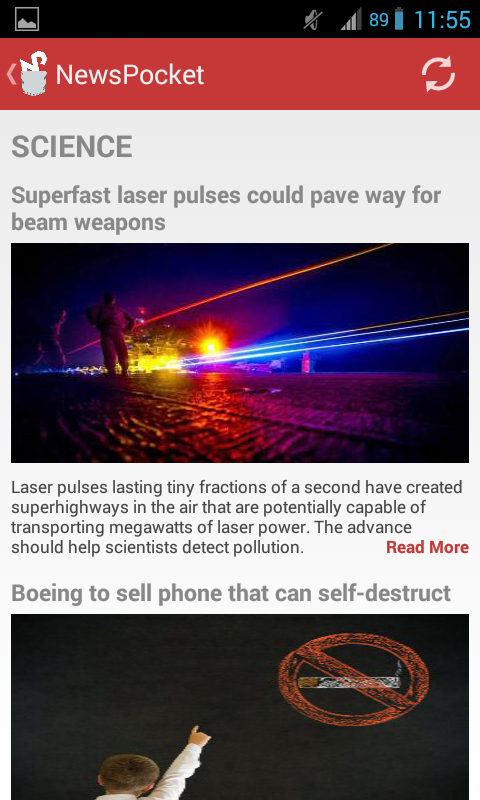 89 11:55
NewsPocket
SCIENCE
Superfast laser pulses could pave way for
beam weapons
Laser pulses lasting tiny fractions of a second have created
superhighways in the air that are potentially capable of
transporting megawatts of laser power. The advance
should help scientists detect pollution. Read More
Boeing to sell phone that can self-destruct